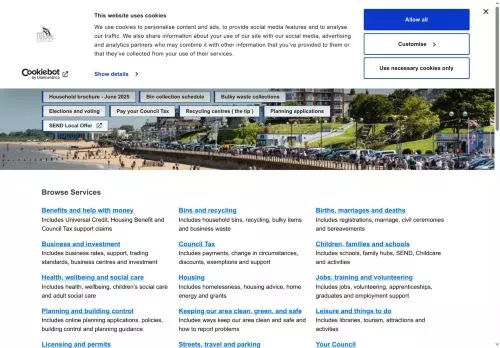 This website uses cookies
We use cookies to personalise content and ads, to provide social media features and to analyse
our traffic. We also share information about your use of our site with our social media, advertising
and analytics partners who may combine it with other information that you've provided to them or
that they've collected from your use of their services.
Allow all
Customise
Use necessary cookies only
Cookiebot
Show details
Household brochure - June 2025
Bin collection schedule
Bulky waste collections
Elections and voting
Pay your Council Tax
Recycling centres ( the tip )
Planning applications
SEND Local Offer
Browse Services
Benefits and help with money
Includes Universal Credit, Housing Benefit
and Council Tax support claims
Bins and recycling
Includes household bins, recycling, bulky items
and business waste
Births, marriages and deaths
Includes registrations, marriage, civil ceremonies
and bereavements
Business and investment
Includes business rates, support, trading
standards, business centres and investment
Council Tax
Includes payments, change in circumstances,
discounts, exemptions and support
Children, families and schools
Includes schools, family hubs, SEND, Childcare
and activities
Health, wellbeing and social care
Includes health, wellbeing, children's social care
and adult social care
Housing
Includes homelessness, housing advice, home
energy and grants
Jobs, training and volunteering
Includes jobs, volunteering, apprenticeships,
graduates and employment support
Planning and building control
Includes online planning applications, policies,
building control and planning guidance
Keeping our area clean, green, and safe
Includes ways keep our area clean and safe and
how to report problems
Leisure and things to do
Includes libraries, tourism, attractions and
activities
Licensing and permits
Streets, travel and parking
Your Council